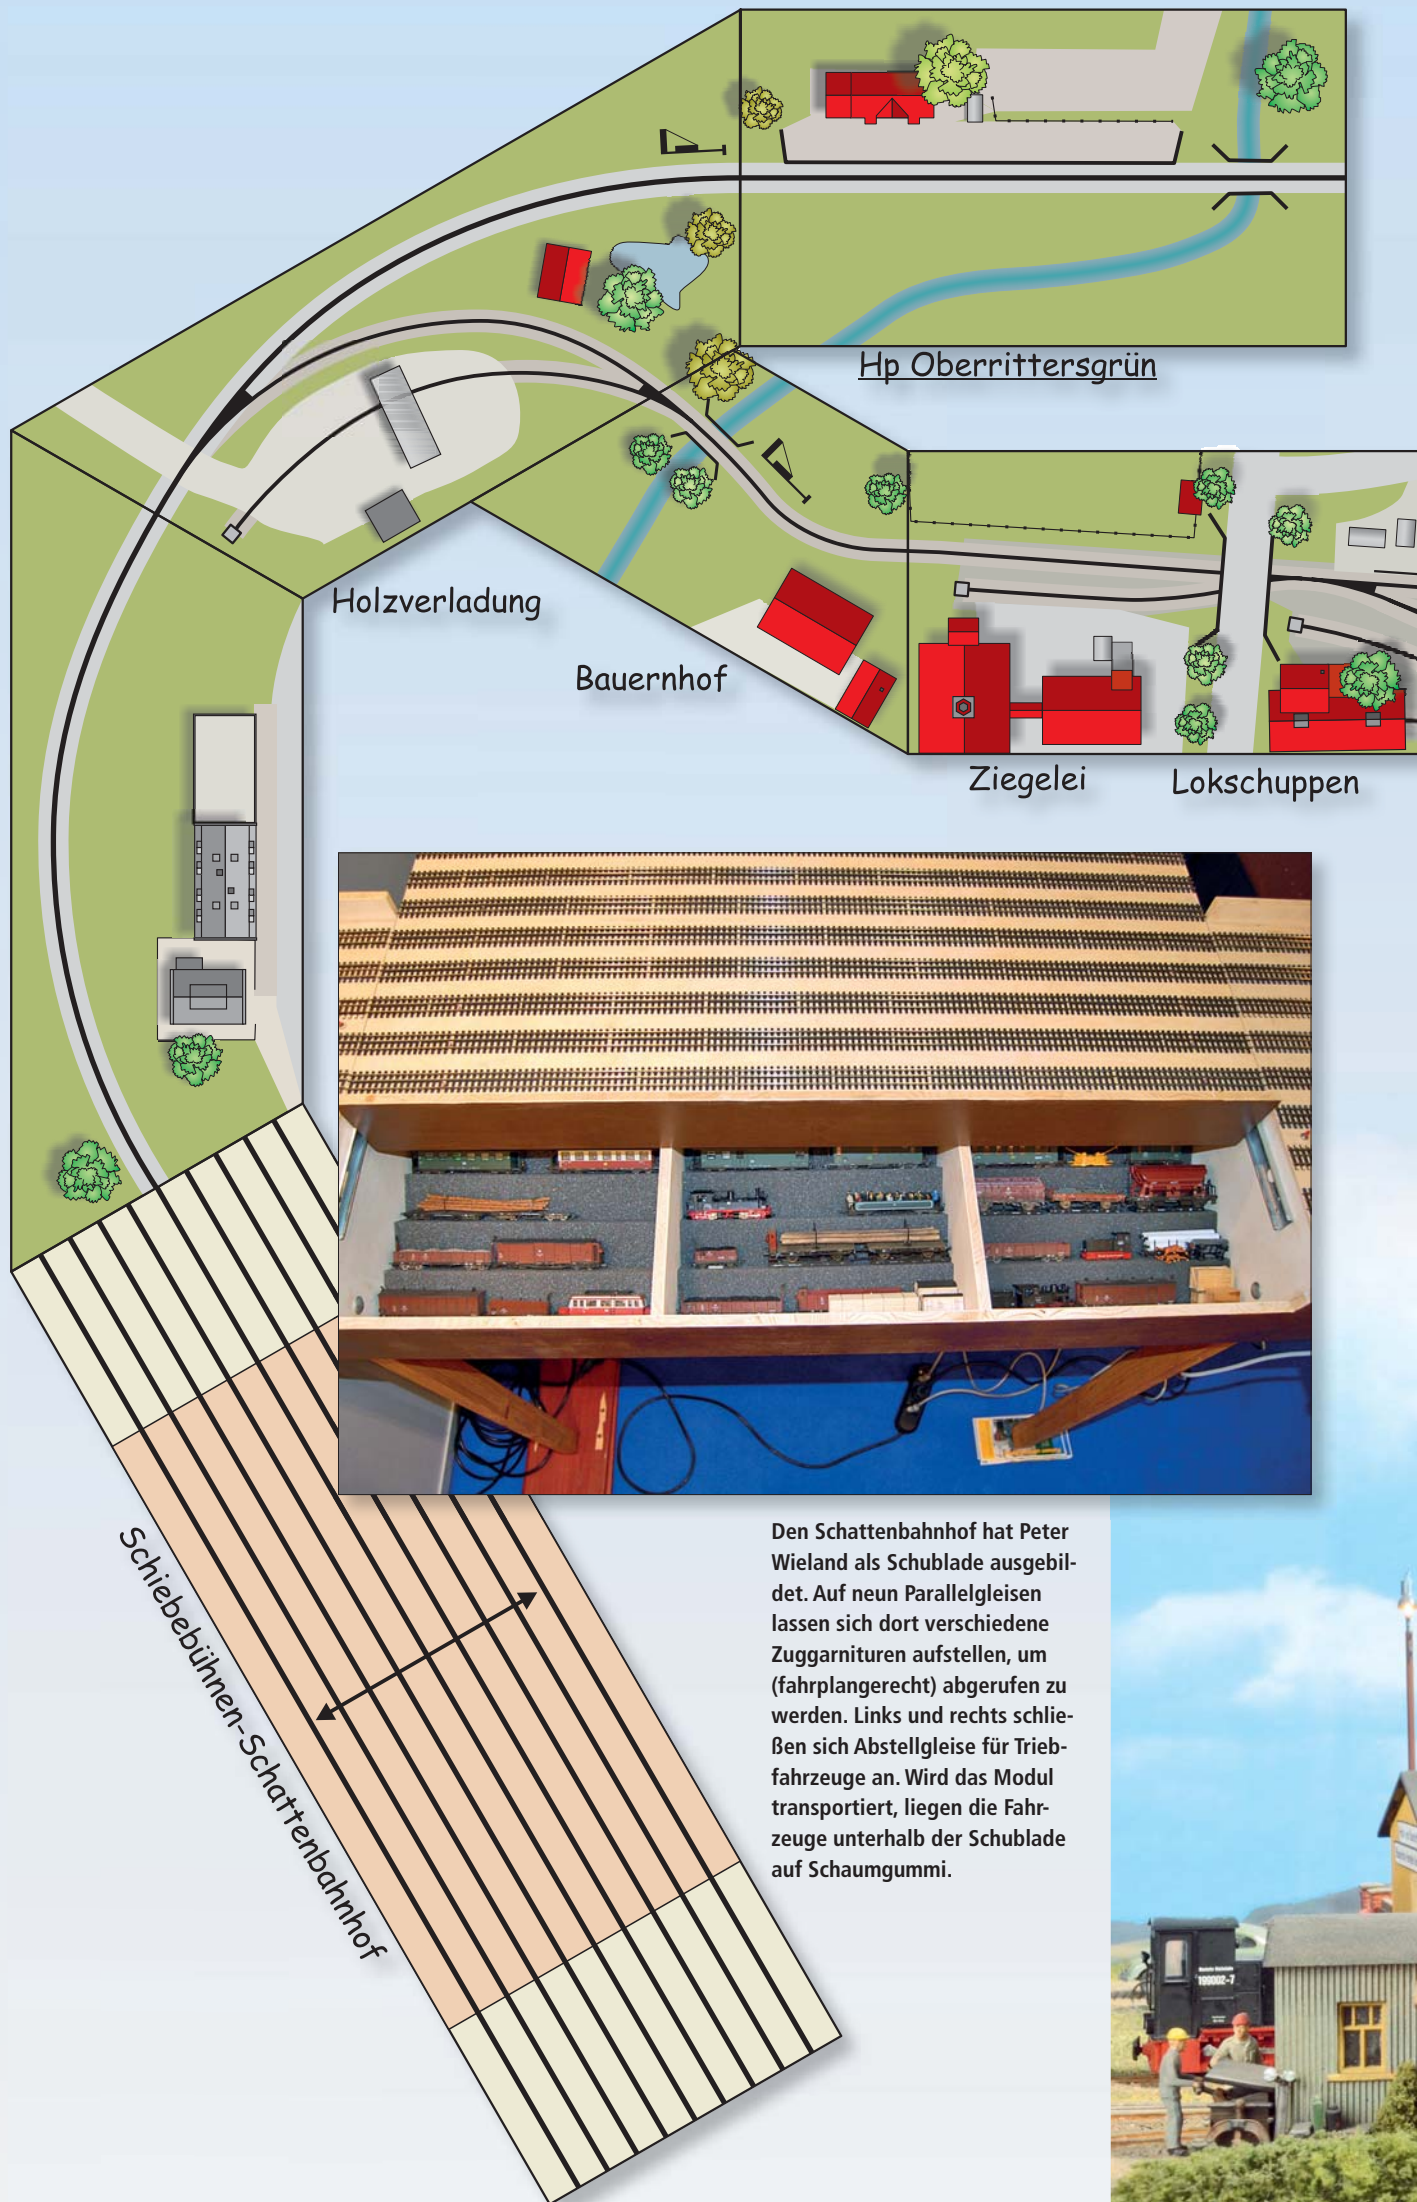 Hp Oberrittersgrün
Holzverladung
Bauernhof
Ziegelei
Lokschuppen
Schiebebühnen-Schattenbahnhof
Den Schattenbahnhof hat Peter
Wieland als Schublade ausgebil-
det. Auf neun Parallelgleisen
lassen sich dort verschiedene
Zuggarnituren aufstellen, um
(fahrplangerecht) abgerufen zu
werden. Links und rechts schlie-
ßen sich Abstellgleise für Trieb-
fahrzeuge an. Wird das Modul
transportiert, liegen die Fahr-
zeuge unterhalb der Schublade
auf Schaumgummi.
199002-7